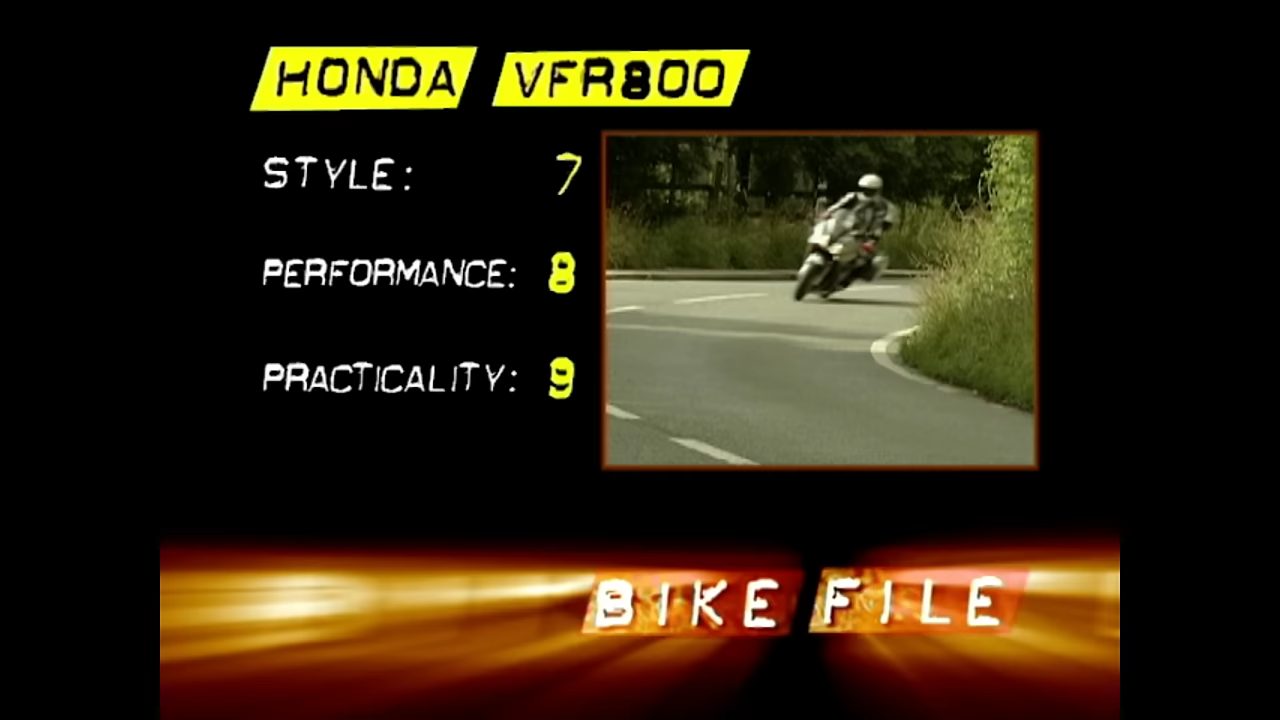 HONDA VFR800
STYLE: 7
PERFORMANCE: 8
PRACTICALITY: 9
BIKE FILE